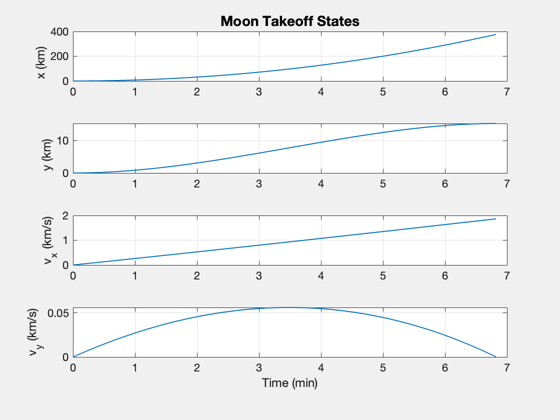 Moon Takeoff States
400
200
0
x (km)
0 1 2 3 4 5 6 7
10
0
y (km)
0 1 2 3 4 5 6 7
2
1
0
v_x (km/s)
0 1 2 3 4 5 6 7
0.05
0
v_y (km/s)
0 1 2 3 4 5 6 7
Time (min)